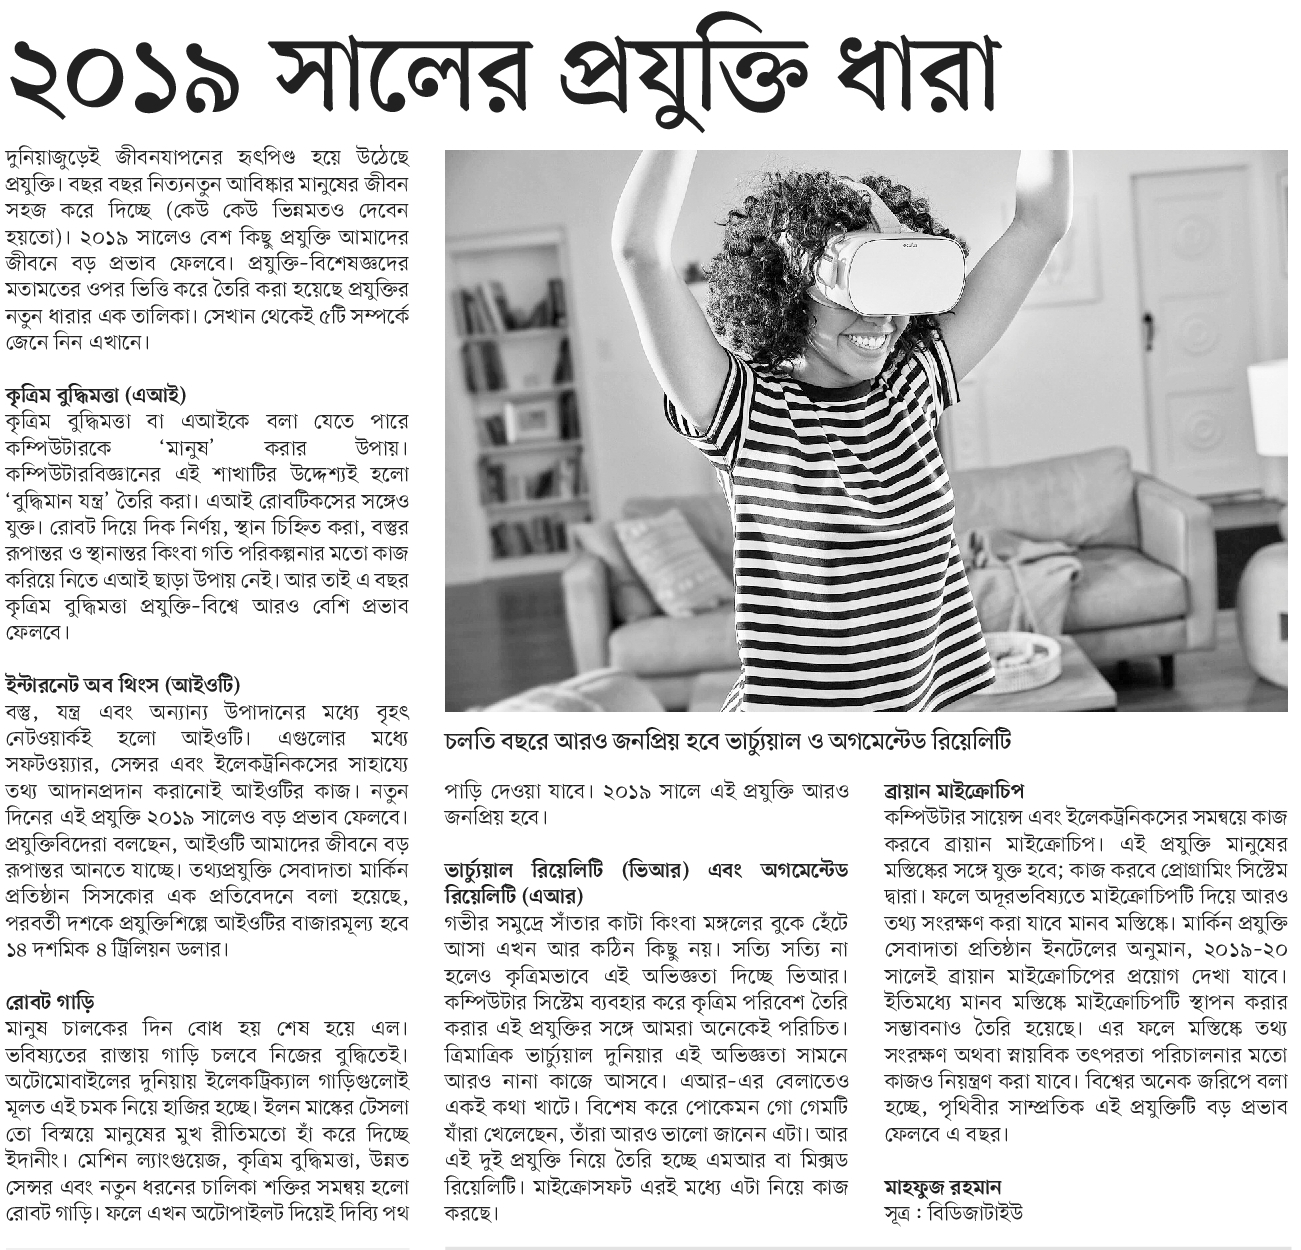 ২০১৯ সালের প্রযুক্তি ধারা
দুনিয়াজুড়েই জীবনযাপনের হৃৎপিণ্ড হয়ে উঠেছে
প্রযুক্তি। বছর বছর নিত্যনতুন আবিষ্কার মানুষের জীবন
সহজ করে দিচ্ছে (কেউ কেউ ভিন্নমতও দেবেন
হয়তো)। ২০১৯ সালেও বেশ কিছু প্রযুক্তি আমাদের
জীবনে বড় প্রভাব ফেলবে। প্রযুক্তি-বিশেষজ্ঞদের
মতামতের ওপর ভিত্তি করে তৈরি করা হয়েছে প্রযুক্তির
নতুন ধারার এক তালিকা। সেখান থেকেই ৫টি সম্পর্কে
জেনে নিন এখানে।
কৃত্রিম বুদ্ধিমত্তা (এআই)
কৃত্রিম বুদ্ধিমত্তা বা এআইকে বলা যেতে পারে
কম্পিউটারকে ‘মানুষ’ করার উপায়।
কম্পিউটারবিজ্ঞানের এই শাখাটির উদ্দেশ্যই হলো
‘বুদ্ধিমান যন্ত্র’ তৈরি করা। এআই রোবটিকসের সঙ্গেও
যুক্ত। রোবট দিয়ে দিক নির্ণয়, স্থান চিহ্নিত করা, বস্তুর
রূপান্তর ও স্থানান্তর কিংবা গতি পরিকল্পনার মতো কাজ
করিয়ে নিতে এআই ছাড়া উপায় নেই। আর তাই এ বছর
কৃত্রিম বুদ্ধিমত্তা প্রযুক্তি-বিশ্বে আরও বেশি প্রভাব
ফেলবে।
ইন্টারনেট অব থিংস (আইওটি)
বস্তু, যন্ত্র এবং অন্যান্য উপাদানের মধ্যে বৃহৎ
নেটওয়ার্কই হলো আইওটি। এগুলোর মধ্যে
সফটওয়্যার, সেন্সর এবং ইলেকট্রনিকসের সাহায্যে
তথ্য আদানপ্রদান করানোই আইওটির কাজ। নতুন
দিনের এই প্রযুক্তি ২০১৯ সালেও বড় প্রভাব ফেলবে।
প্রযুক্তিবিদেরা বলছেন, আইওটি আমাদের জীবনে বড়
রূপান্তর আনতে যাচ্ছে। তথ্যপ্রযুক্তি সেবাদাতা মার্কিন
প্রতিষ্ঠান সিসকোর এক প্রতিবেদনে বলা হয়েছে,
পরবর্তী দশকে প্রযুক্তিশিল্পে আইওটির বাজারমূল্য হবে
১৪ দশমিক ৪ ট্রিলিয়ন ডলার।
রোবট গাড়ি
মানুষ চালকের দিন বোধ হয় শেষ হয়ে এল।
ভবিষ্যতের রাস্তায় গাড়ি চলবে নিজের বুদ্ধিতেই।
অটোমোবাইলের দুনিয়ায় ইলেকট্রিক্যাল গাড়িগুলোই
মূলত এই চমক নিয়ে হাজির হচ্ছে। ইলন মাস্কের টেসলা
তো বিস্ময়ে মানুষের মুখ রীতিমতো হাঁ করে দিচ্ছে
ইদানীং। মেশিন ল্যাংগুয়েজ, কৃত্রিম বুদ্ধিমত্তা, উন্নত
সেন্সর এবং নতুন ধরনের চালিকা শক্তির সমন্বয় হলো
রোবট গাড়ি। ফলে এখন অটোপাইলট দিয়েই দিব্যি পথ
oculus
চলতি বছরে আরও জনপ্রিয় হবে ভার্চ্যুয়াল ও অগমেন্টেড রিয়েলিটি
পাড়ি দেওয়া যাবে। ২০১৯ সালে এই প্রযুক্তি আরও
জনপ্রিয় হবে।
ভার্চ্যুয়াল রিয়েলিটি (ভিআর) এবং অগমেন্টেড
রিয়েলিটি (এআর)
গভীর সমুদ্রে সাঁতার কাটা কিংবা মঙ্গলের বুকে হেঁটে
আসা এখন আর কঠিন কিছু নয়। সত্যি সত্যি না
হলেও কৃত্রিমভাবে এই অভিজ্ঞতা দিচ্ছে ভিআর।
কম্পিউটার সিস্টেম ব্যবহার করে কৃত্রিম পরিবেশ তৈরি
করার এই প্রযুক্তির সঙ্গে আমরা অনেকেই পরিচিত।
ত্রিমাত্রিক ভার্চ্যুয়াল দুনিয়ার এই অভিজ্ঞতা সামনে
আরও নানা কাজে আসবে। এআর-এর বেলাতেও
একই কথা খাটে। বিশেষ করে পোকেমন গো গেমটি
যাঁরা খেলেছেন, তাঁরা আরও ভালো জানেন এটা। আর
এই দুই প্রযুক্তি নিয়ে তৈরি হচ্ছে এমআর বা মিক্সড
রিয়েলিটি। মাইক্রোসফট এরই মধ্যে এটা নিয়ে কাজ
করছে।
ব্রায়ান মাইক্রোচিপ
কম্পিউটার সায়েন্স এবং ইলেকট্রনিকসের সমন্বয়ে কাজ
করবে ব্রায়ান মাইক্রোচিপ। এই প্রযুক্তি মানুষের
মস্তিষ্কের সঙ্গে যুক্ত হবে; কাজ করবে প্রোগ্রামিং সিস্টেম
দ্বারা। ফলে অদূরভবিষ্যতে মাইক্রোচিপটি দিয়ে আরও
তথ্য সংরক্ষণ করা যাবে মানব মস্তিষ্কে। মার্কিন প্রযুক্তি
সেবাদাতা প্রতিষ্ঠান ইনটেলের অনুমান, ২০১৯-২০
সালেই ব্রায়ান মাইক্রোচিপের প্রয়োগ দেখা যাবে।
ইতিমধ্যে মানব মস্তিষ্কে মাইক্রোচিপটি স্থাপন করার
সম্ভাবনাও তৈরি হয়েছে। এর ফলে মস্তিষ্কে তথ্য
সংরক্ষণ অথবা স্নায়বিক তৎপরতা পরিচালনার মতো
কাজও নিয়ন্ত্রণ করা যাবে। বিশ্বের অনেক জরিপে বলা
হচ্ছে, পৃথিবীর সাম্প্রতিক এই প্রযুক্তিটি বড় প্রভাব
ফেলবে এ বছর।
মাহফুজ রহমান
সূত্র : বিডিজাটাইউ